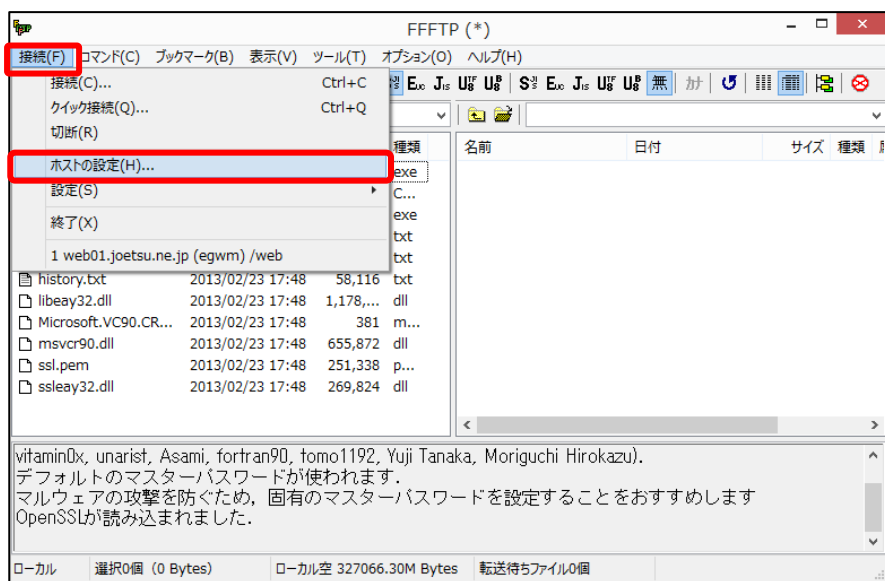 FFFTP (*)
接続(F) コマンド(C) ブックマーク(B) 表示(V) ツール(T) オプション(O) ヘルプ(H)
接続(C)... Ctrl+C
クイック接続(Q)... Ctrl+Q
切断(R)
ホストの設定(H)...
設定(S)
終了(X)
1 web01.joetsu.ne.jp (egwm) /web
無
種類
exe
C...
exe
txt
txt
名前 日付 サイズ 種類
history.txt 2013/02/23 17:48 58,116 txt
libeay32.dll 2013/02/23 17:48 1,178,... dll
Microsoft.VC90.CR... 2013/02/23 17:48 381 m...
msvcr90.dll 2013/02/23 17:48 655,872 dll
ssl.pem 2013/02/23 17:48 251,338 p...
ssleay32.dll 2013/02/23 17:48 269,824 dll
vitamin0x, unarist, Asami, fortran90, tomo1192, Yuji Tanaka, Moriguchi Hirokazu).
デフォルトのマスターパスワードが使われます.
マルウェアの攻撃を防ぐため, 固有のマスターパスワードを設定することをおすすめします
OpenSSLが読み込まれました.
ローカル 選択0個 (0 Bytes) ローカル空 327066.30M Bytes 転送待ちファイル0個